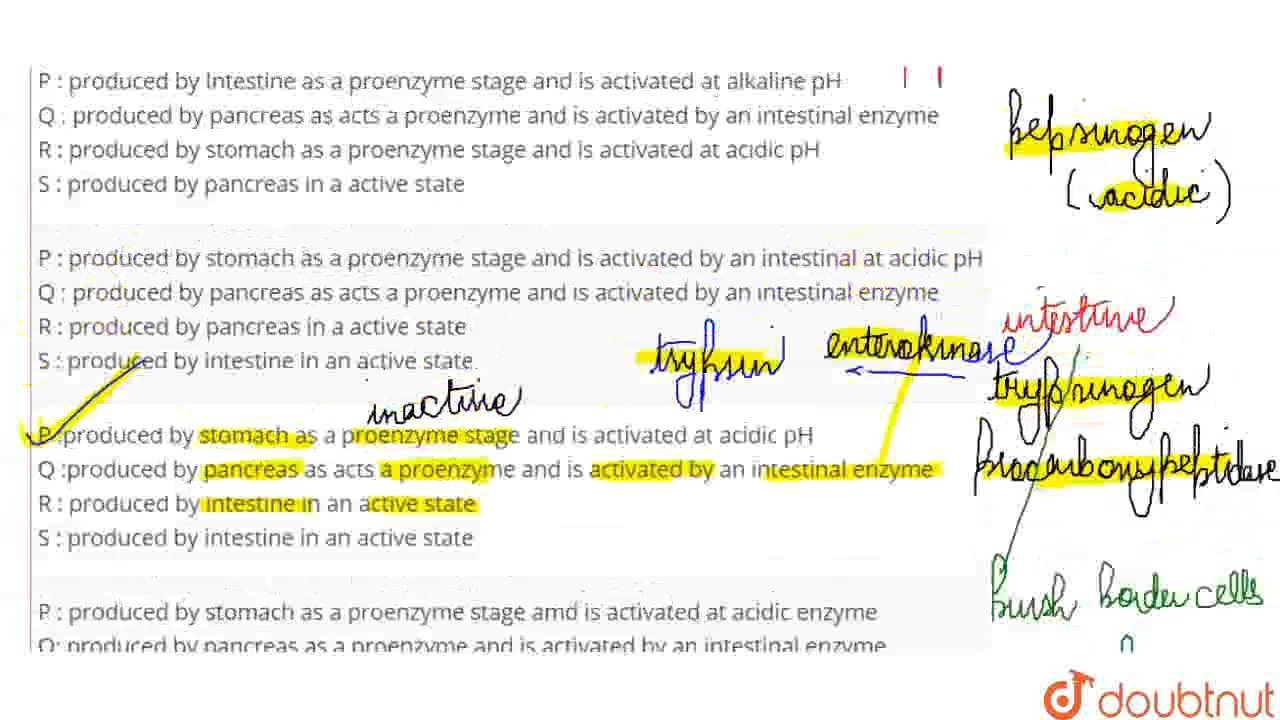 P : produced by Intestine as a proenzyme stage and is activated at alkaline pH
Q : produced by pancreas as acts a proenzyme and is activated by an intestinal enzyme
R : produced by stomach as a proenzyme stage and is activated at acidic pH
S : produced by pancreas in a active state
pepsinogen
(acidic)
P : produced by stomach as a proenzyme stage and is activated by an intestinal at acidic pH
Q : produced by pancreas as acts a proenzyme and is activated by an intestinal enzyme
R : produced by pancreas in a active state
S : produced by intestine in an active state
intestine
trypsin enterokinase
trypsinogen
inactive
P :produced by stomach as a proenzyme stage and is activated at acidic pH
Q :produced by pancreas as acts a proenzyme and is activated by an intestinal enzyme
Procarboxypeptidase
R : produced by intestine in an active state
S : produced by intestine in an active state
brush border cells
P : produced by stomach as a proenzyme stage amd is activated at acidic enzyme
Q: produced by pancreas as a proenzyme and is activated by an intestinal enzyme
doubtnut